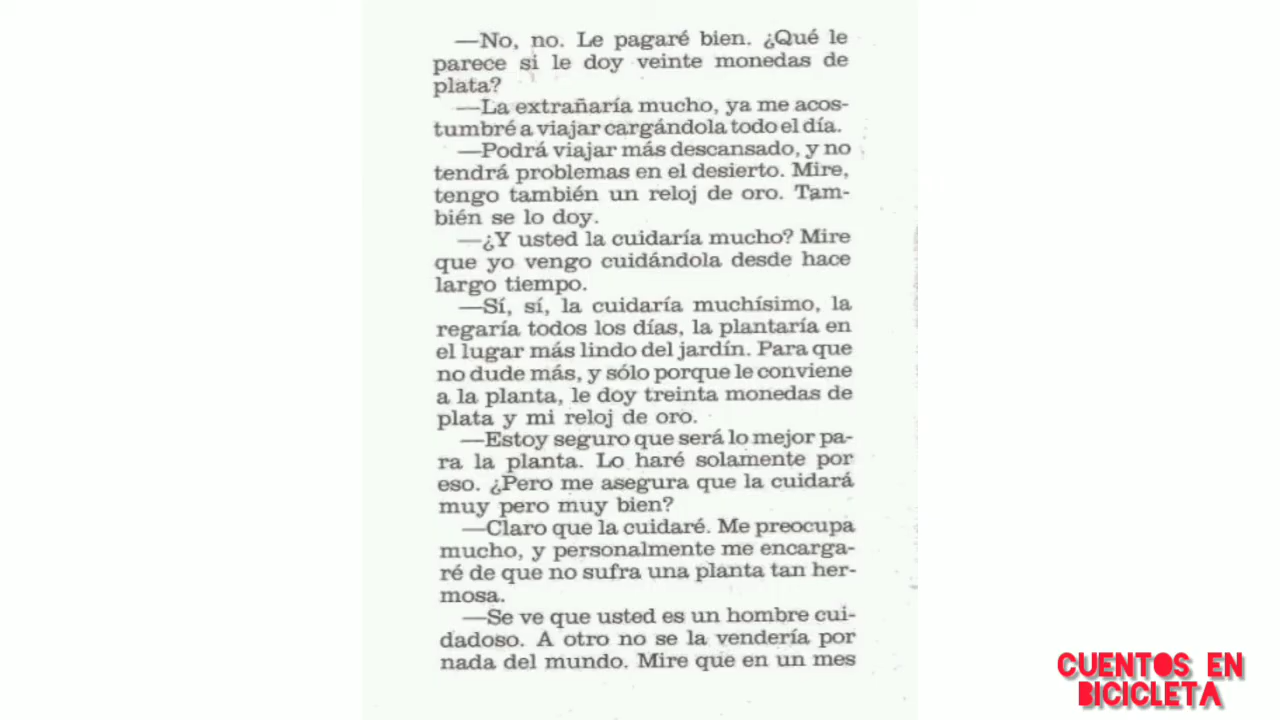 —No, no. Le pagaré bien. ¿Qué le
parece si le doy veinte monedas de
plata?
—La extrañaría mucho, ya me acos-
tumbré a viajar cargándola todo el día.
—Podrá viajar más descansado, y no
tendrá problemas en el desierto. Mire,
tengo también un reloj de oro. Tam-
bién se lo doy.
—¿Y usted la cuidaría mucho? Mire
que yo vengo cuidándola desde hace
largo tiempo.
—Sí, sí, la cuidaría muchísimo, la
regaría todos los días, la plantaría en
el lugar más lindo del jardín. Para que
no dude más, y sólo porque le conviene
a la planta, le doy treinta monedas de
plata y mi reloj de oro.
—Estoy seguro que será lo mejor pa-
ra la planta. Lo haré solamente por
eso. ¿Pero me asegura que la cuidará
muy pero muy bien?
—Claro que la cuidaré. Me preocupa
mucho, y personalmente me encarga-
ré de que no sufra una planta tan her-
mosa.
—Se ve que usted es un hombre cui-
dadoso. A otro no se la vendería por
nada del mundo. Mire que en un mes
CUENTOS EN
BICICLETA